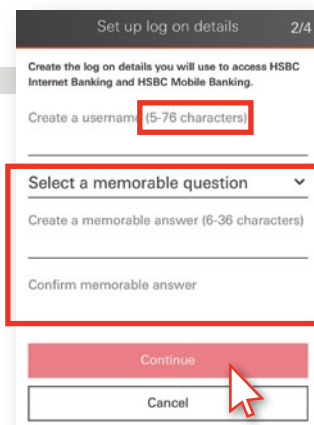 Set up log on details 2/4
Create the log on details you will use to access HSBC
Internet Banking and HSBC Mobile Banking.
Create a username (5-76 characters)
Select a memorable question
Create a memorable answer (6-36 characters)
Confirm memorable answer
Continue
Cancel